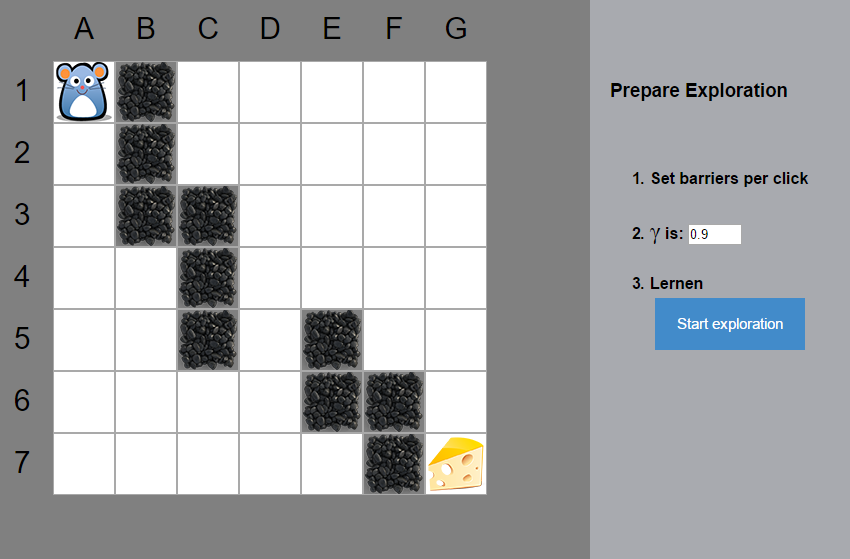 A B C D E F G
1
2
3
4
5
6
7
Prepare Exploration
1. Set barriers per click
2. γ is: 0.9
3. Lernen
Start exploration